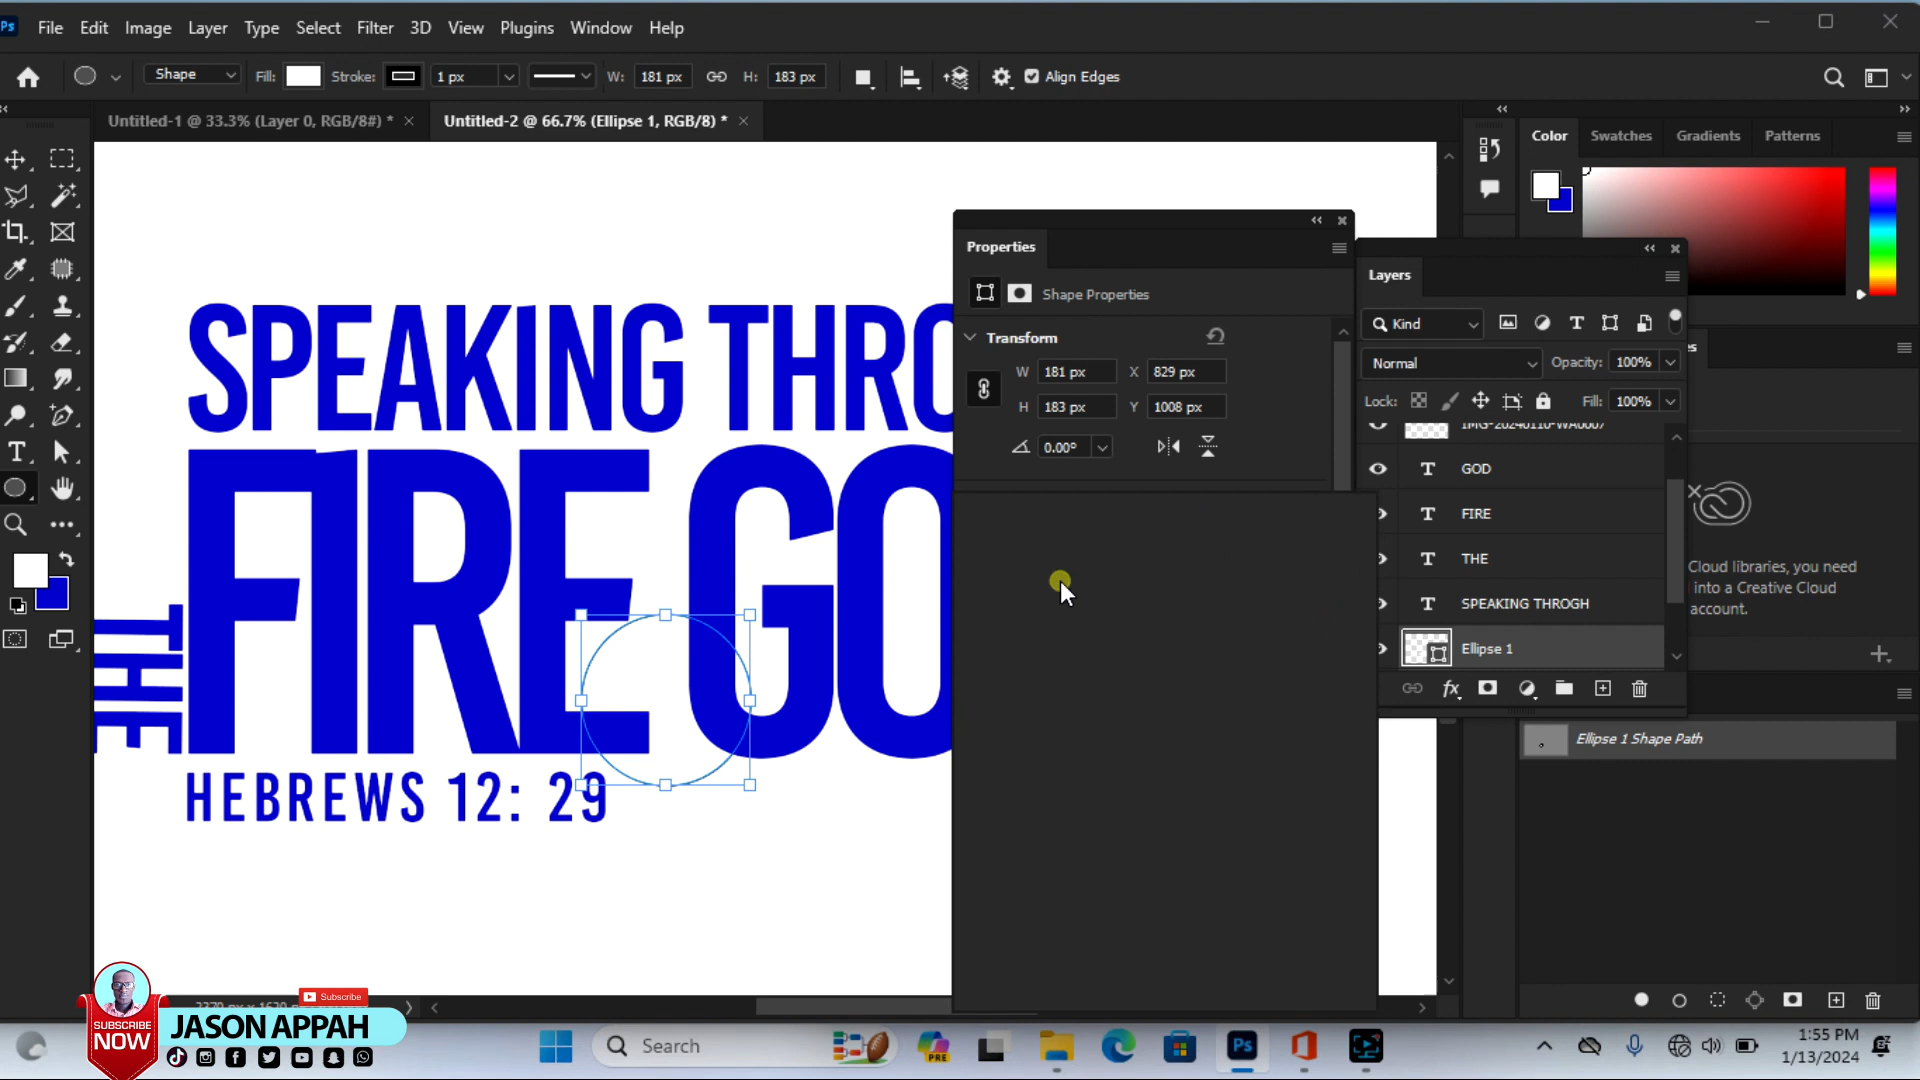 Ps File Edit Image Layer Type Select Filter 3D View Plugins Window Help
Shape Fill: Stroke: 1 px W: 181 px H: 183 px Align Edges
Untitled-1 @ 33.3% (Layer 0, RGB/8#) *
Untitled-2 @ 66.7% (Ellipse 1, RGB/8) *
Color Swatches Gradients Patterns
Properties
Shape Properties
Transform
W 181 px X 829 px
H 183 px Y 1008 px
0.00°
Layers
Kind
Normal Opacity: 100%
Lock: Fill: 100%
IMG-20240110-WA0007
GOD
FIRE
THE
SPEAKING THROGH
Ellipse 1
Cloud libraries, you need
into a Creative Cloud
account.
Ellipse 1 Shape Path
SPEAKING THRO
THE
FIRE GO
HEBREWS 12: 29
Subscribe
SUBSCRIBE
NOW
JASON APPAH
Search
PRE
Ps
1:55 PM
1/13/2024